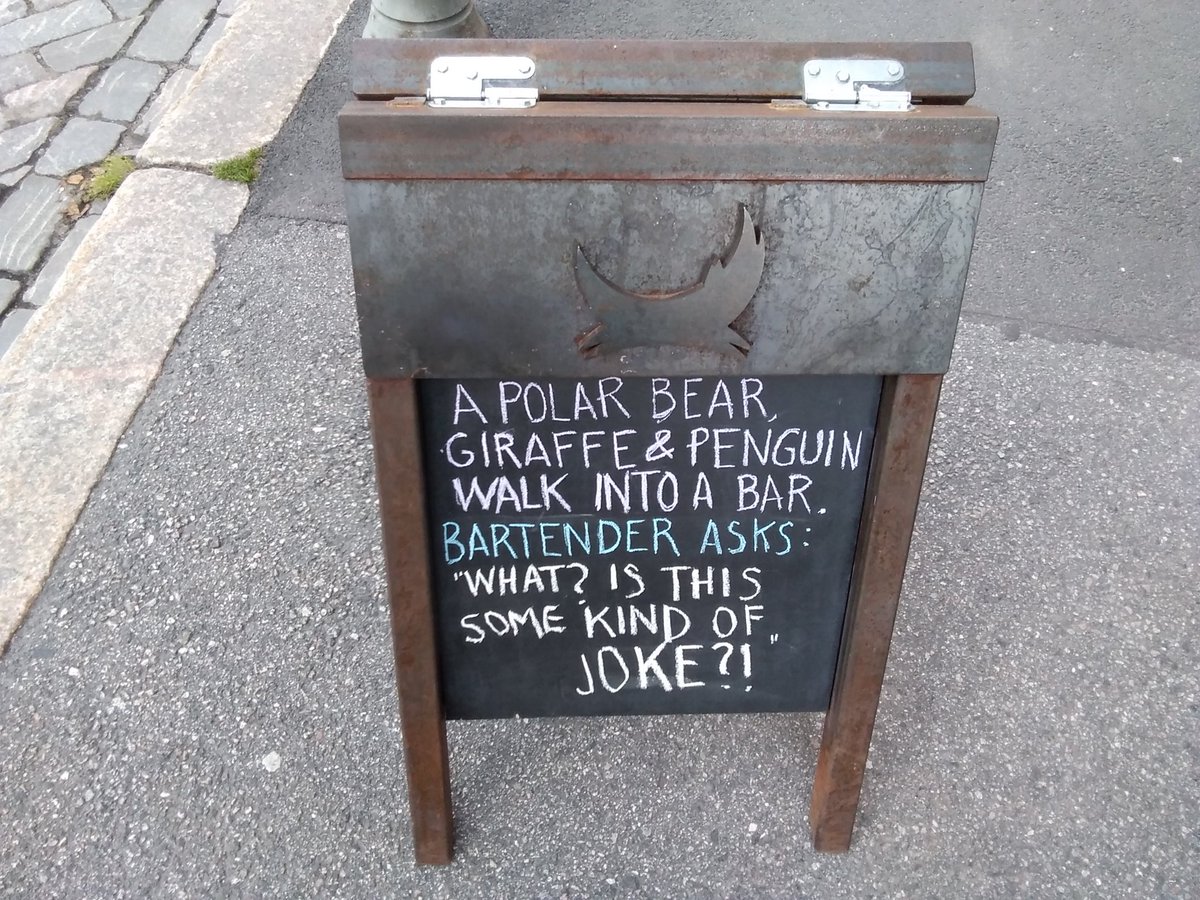 A POLAR BEAR,
GIRAFFE & PENGUIN
WALK INTO A BAR.
BARTENDER ASKS:
"WHAT? IS THIS
SOME KIND OF
JOKE?!"